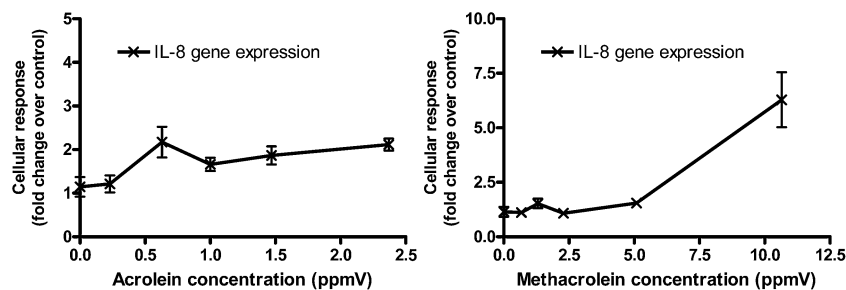 Cellular response
(fold change over control)
5
4
3
2
1
0
IL-8 gene expression
0.0 0.5 1.0 1.5 2.0 2.5
Acrolein concentration (ppmV)
Cellular response
(fold change over control)
10.0
7.5
5.0
2.5
0.0
IL-8 gene expression
0.0 2.5 5.0 7.5 10.0 12.5
Methacrolein concentration (ppmV)